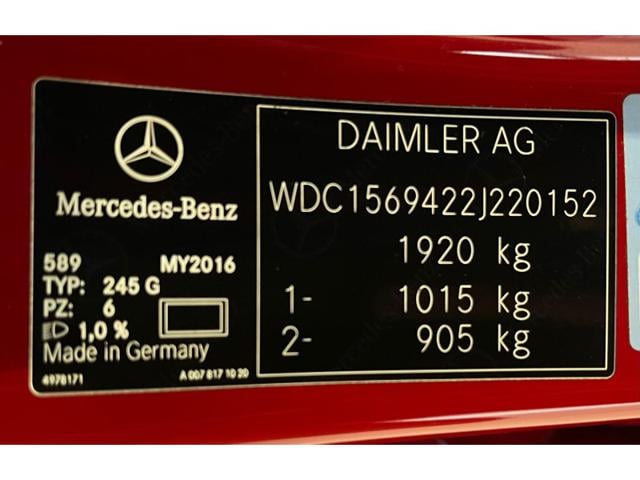 Mercedes-Benz
589 MY2016
TYP: 245 G
PZ: 6
1,0 %
Made in Germany
4978171 A 007 817 10 20
DAIMLER AG
WDC1569422J220152
1920 kg
1- 1015 kg
2- 905 kg